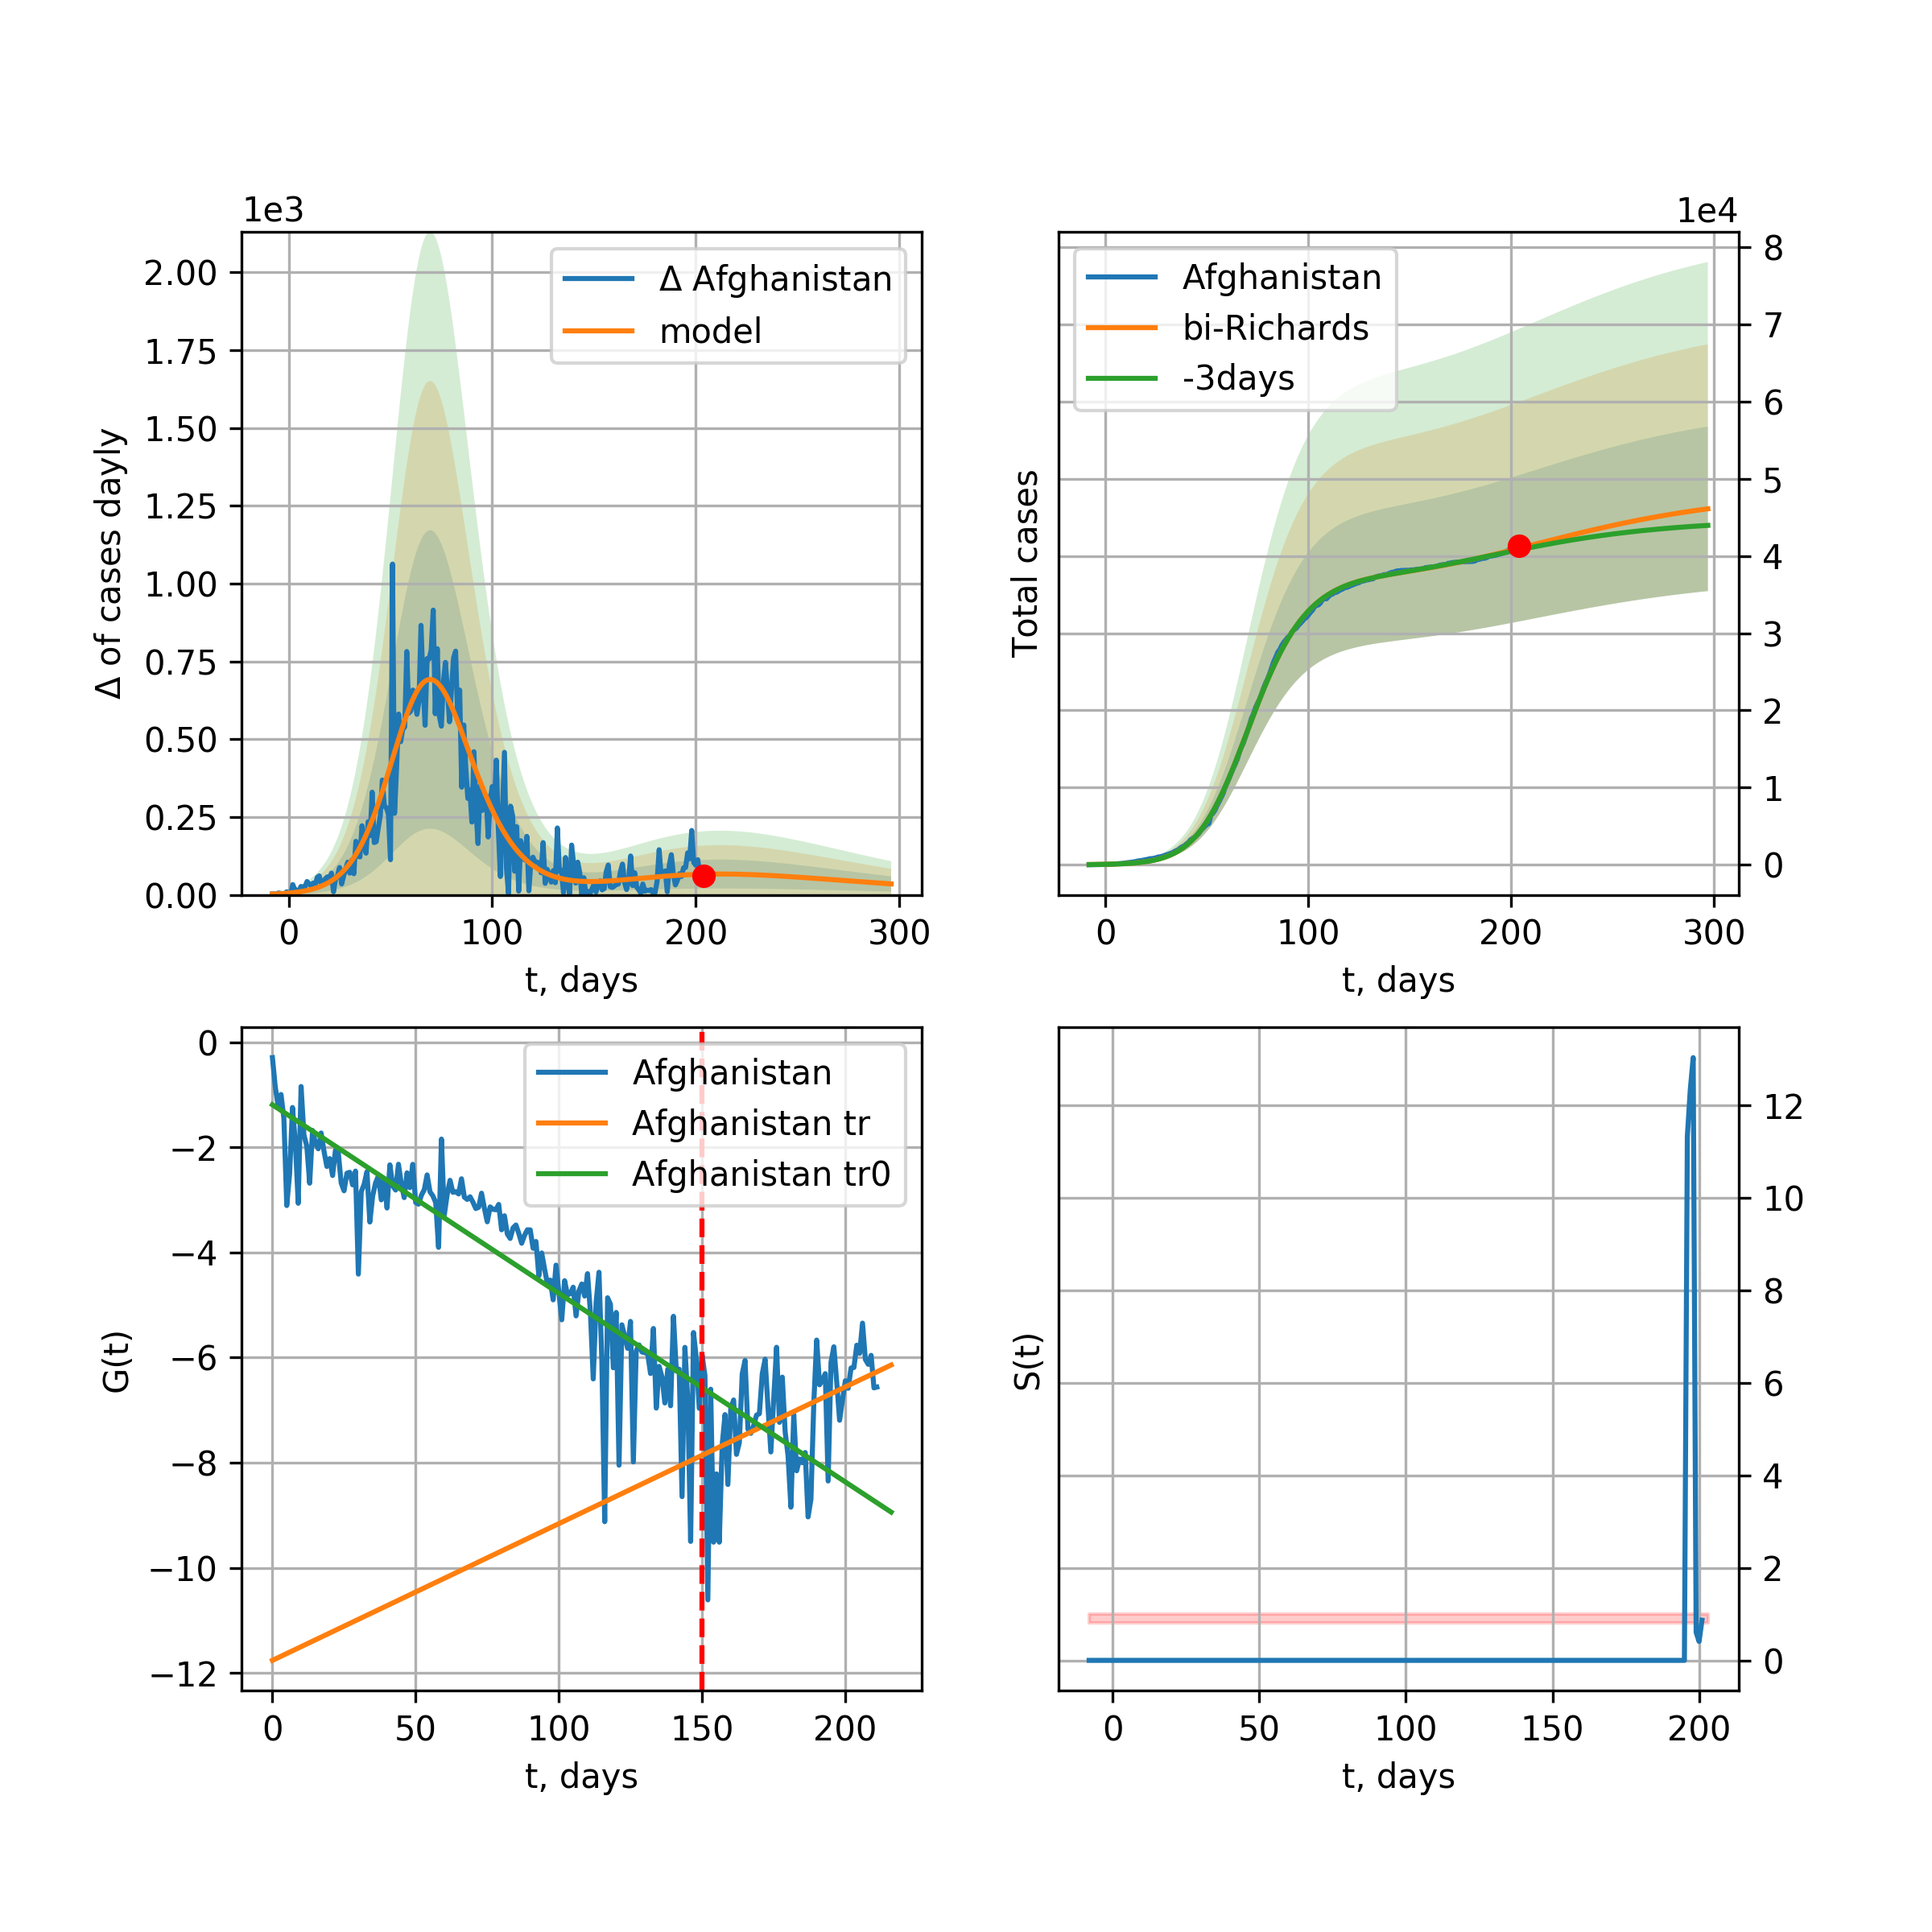 1e3
2.00
1.75
1.50
1.25
1.00
0.75
0.50
0.25
0.00
Δ of cases dayly
Δ Afghanistan
model
0 100 200 300
t, days
1e4
8
7
6
5
4
3
2
1
0
Total cases
Afghanistan
bi-Richards
-3days
0 100 200 300
t, days
0
−2
−4
−6
−8
−10
−12
G(t)
Afghanistan
Afghanistan tr
Afghanistan tr0
0 50 100 150 200
t, days
12
10
8
6
4
2
0
S(t)
0 50 100 150 200
t, days